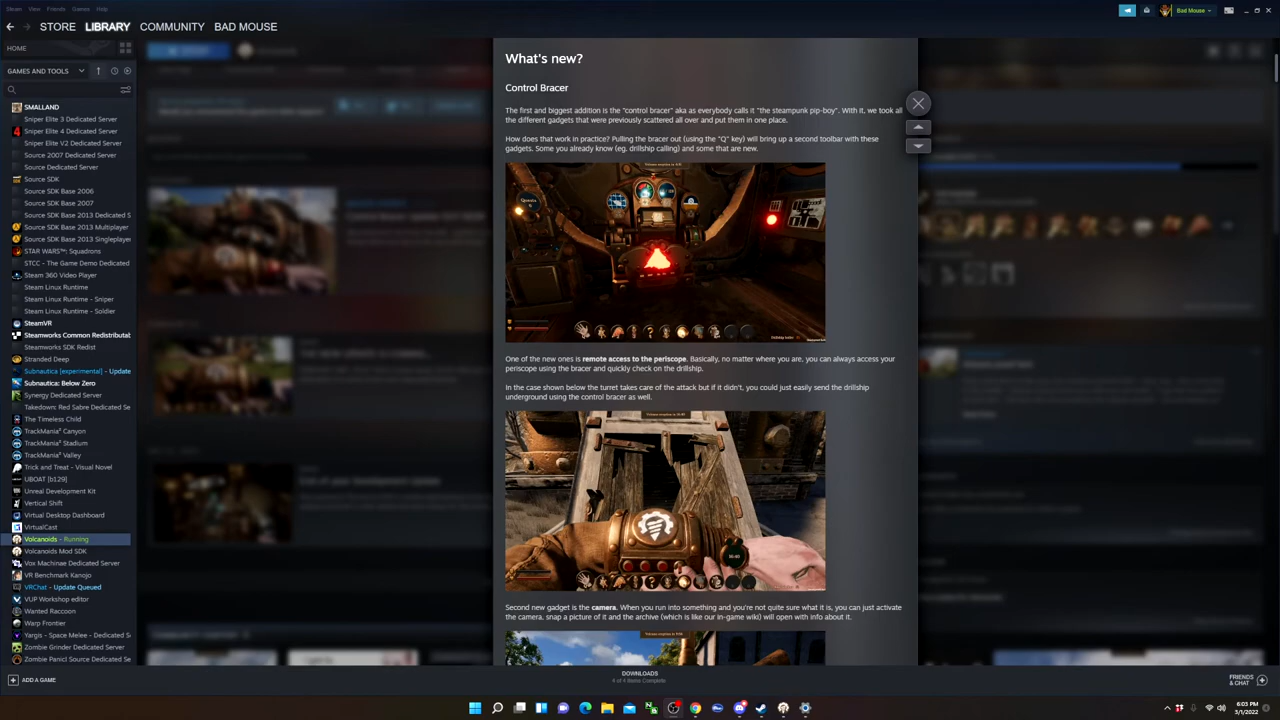 Steam View Friends Games Help
Bad Mouse
STORE LIBRARY COMMUNITY BAD MOUSE
HOME
GAMES AND TOOLS
SMALLAND
Sniper Elite 3 Dedicated Server
Sniper Elite 4 Dedicated Server
Sniper Elite V2 Dedicated Server
Source 2007 Dedicated Server
Source Dedicated Server
Source SDK
Source SDK Base 2006
Source SDK Base 2007
Source SDK Base 2013 Dedicated S
Source SDK Base 2013 Multiplayer
Source SDK Base 2013 Singleplayer
STAR WARS™: Squadrons
STCC - The Game Demo Dedicated
Steam 360 Video Player
Steam Linux Runtime
Steam Linux Runtime - Sniper
Steam Linux Runtime - Soldier
SteamVR
Steamworks Common Redistributab
Steamworks SDK Redist
Stranded Deep
Subnautica [experimental] - Update
Subnautica: Below Zero
Synergy Dedicated Server
Takedown: Red Sabre Dedicated Se
The Timeless Child
TrackMania² Canyon
TrackMania² Stadium
TrackMania² Valley
Trick and Treat - Visual Novel
UBOAT [b129]
Unreal Development Kit
Vertical Shift
Virtual Desktop Dashboard
VirtualCast
Volcanoids - Running
Volcanoids Mod SDK
Vox Machinae Dedicated Server
VR Benchmark Kanojo
VRChat - Update Queued
VUP Workshop editor
Wanted Raccoon
Warp Frontier
Yargis - Space Melee - Dedicated S
Zombie Grinder Dedicated Server
Zombie Panic! Source Dedicated Se
ADD A GAME
What's new?
Control Bracer
The first and biggest addition is the "control bracer" aka as everybody calls it "the steampunk pip-boy". With it, we took all
the different gadgets that were previously scattered all over and put them in one place.
How does that work in practice? Pulling the bracer out (using the "Q" key) will bring up a second toolbar with these
gadgets. Some you already know (eg. drillship calling) and some that are new.
Quests
One of the new ones is remote access to the periscope. Basically, no matter where you are, you can always access your
periscope using the bracer and quickly check on the drillship.
In the case shown below the turret takes care of the attack but if it didn't, you could just easily send the drillship
underground using the control bracer as well.
Second new gadget is the camera. When you run into something and you're not quite sure what it is, you can just activate
the camera, snap a picture of it and the archive (which is like our in-game wiki) will open with info about it.
DOWNLOADS
4 of 4 Items Complete
FRIENDS
& CHAT
6:03 PM
3/1/2022